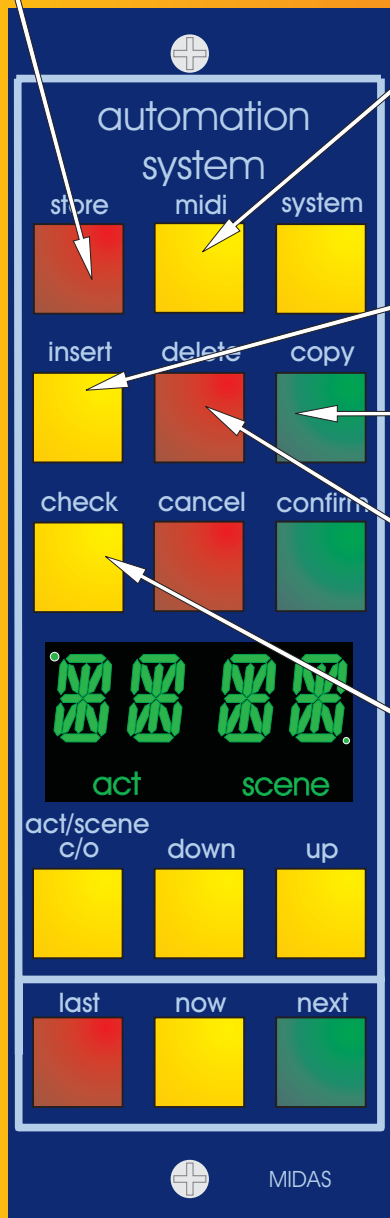 automation
system
store midi system
insert delete copy
check cancel confirm
act scene
act/scene
c/o down up
last now next
MIDAS